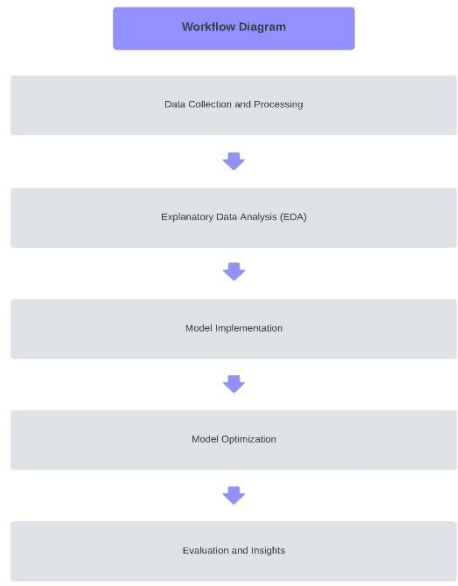 Workflow Diagram
Data Collection and Processing
Explanatory Data Analysis (EDA)
Model Implementation
Model Optimization
Evaluation and Insights